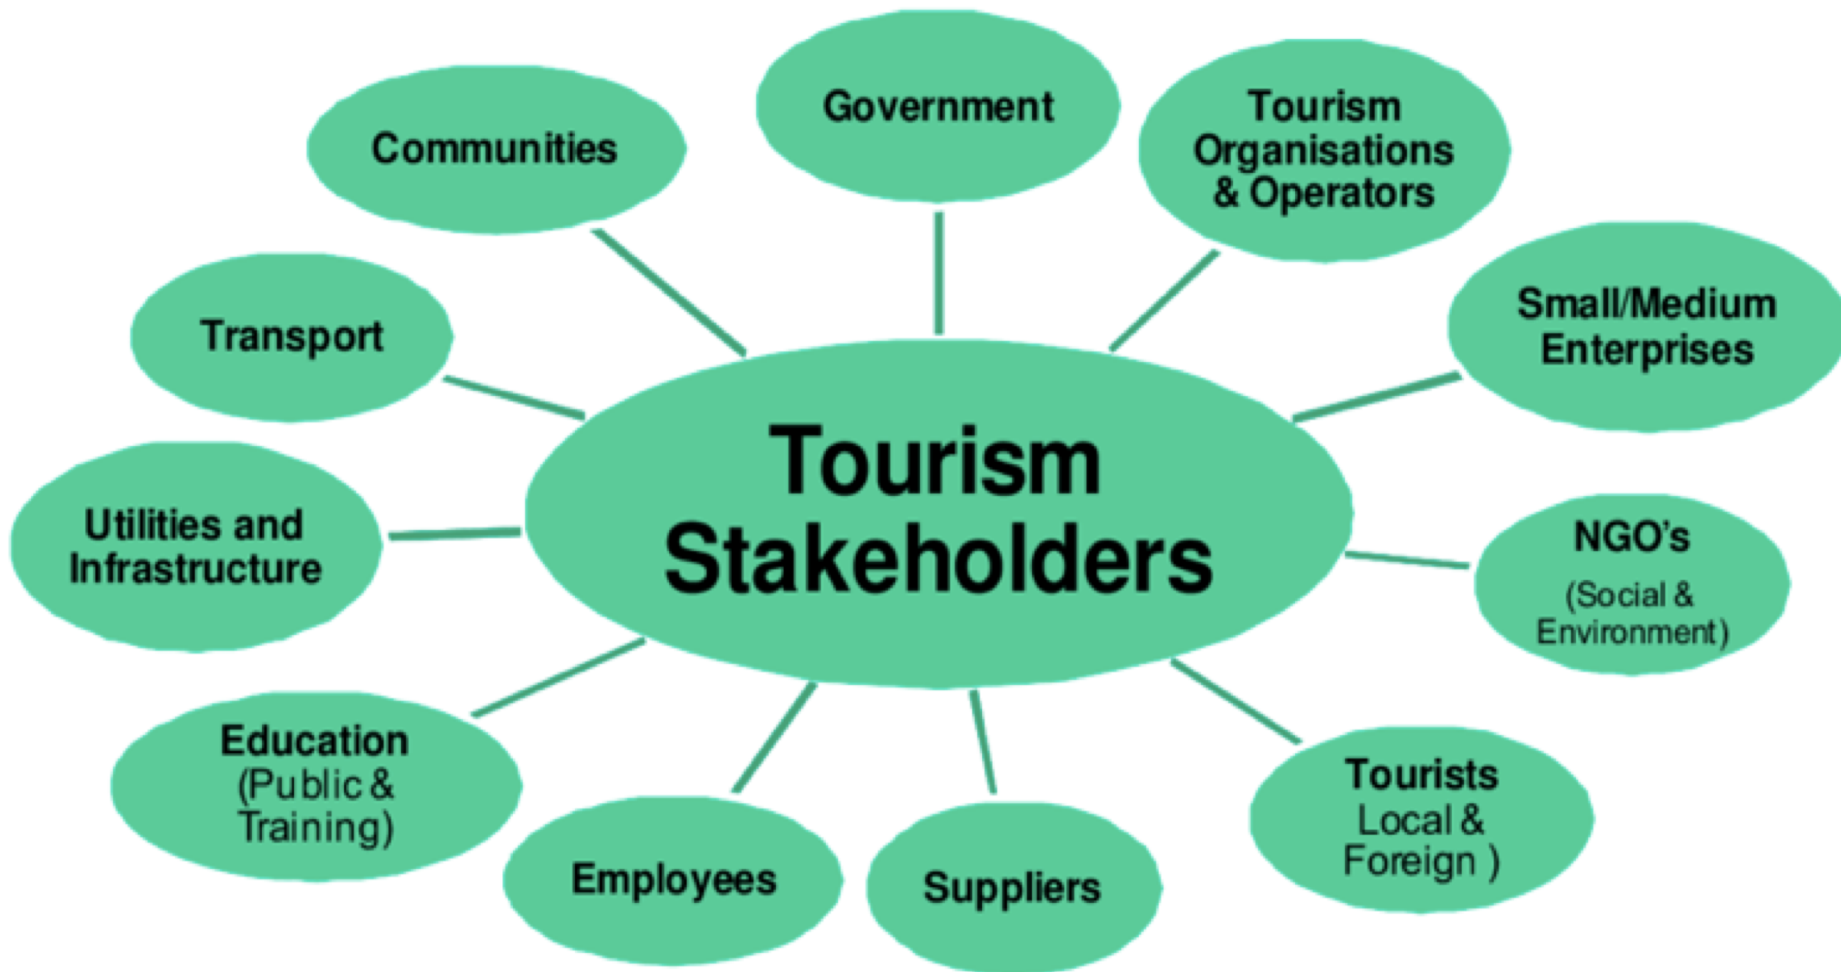 Government
Tourism
Organisations
& Operators
Communities
Small/Medium
Enterprises
Transport
Tourism
Stakeholders
Utilities and
Infrastructure
NGO’s
(Social &
Environment)
Education
(Public &
Training)
Tourists
Local &
Foreign )
Employees
Suppliers